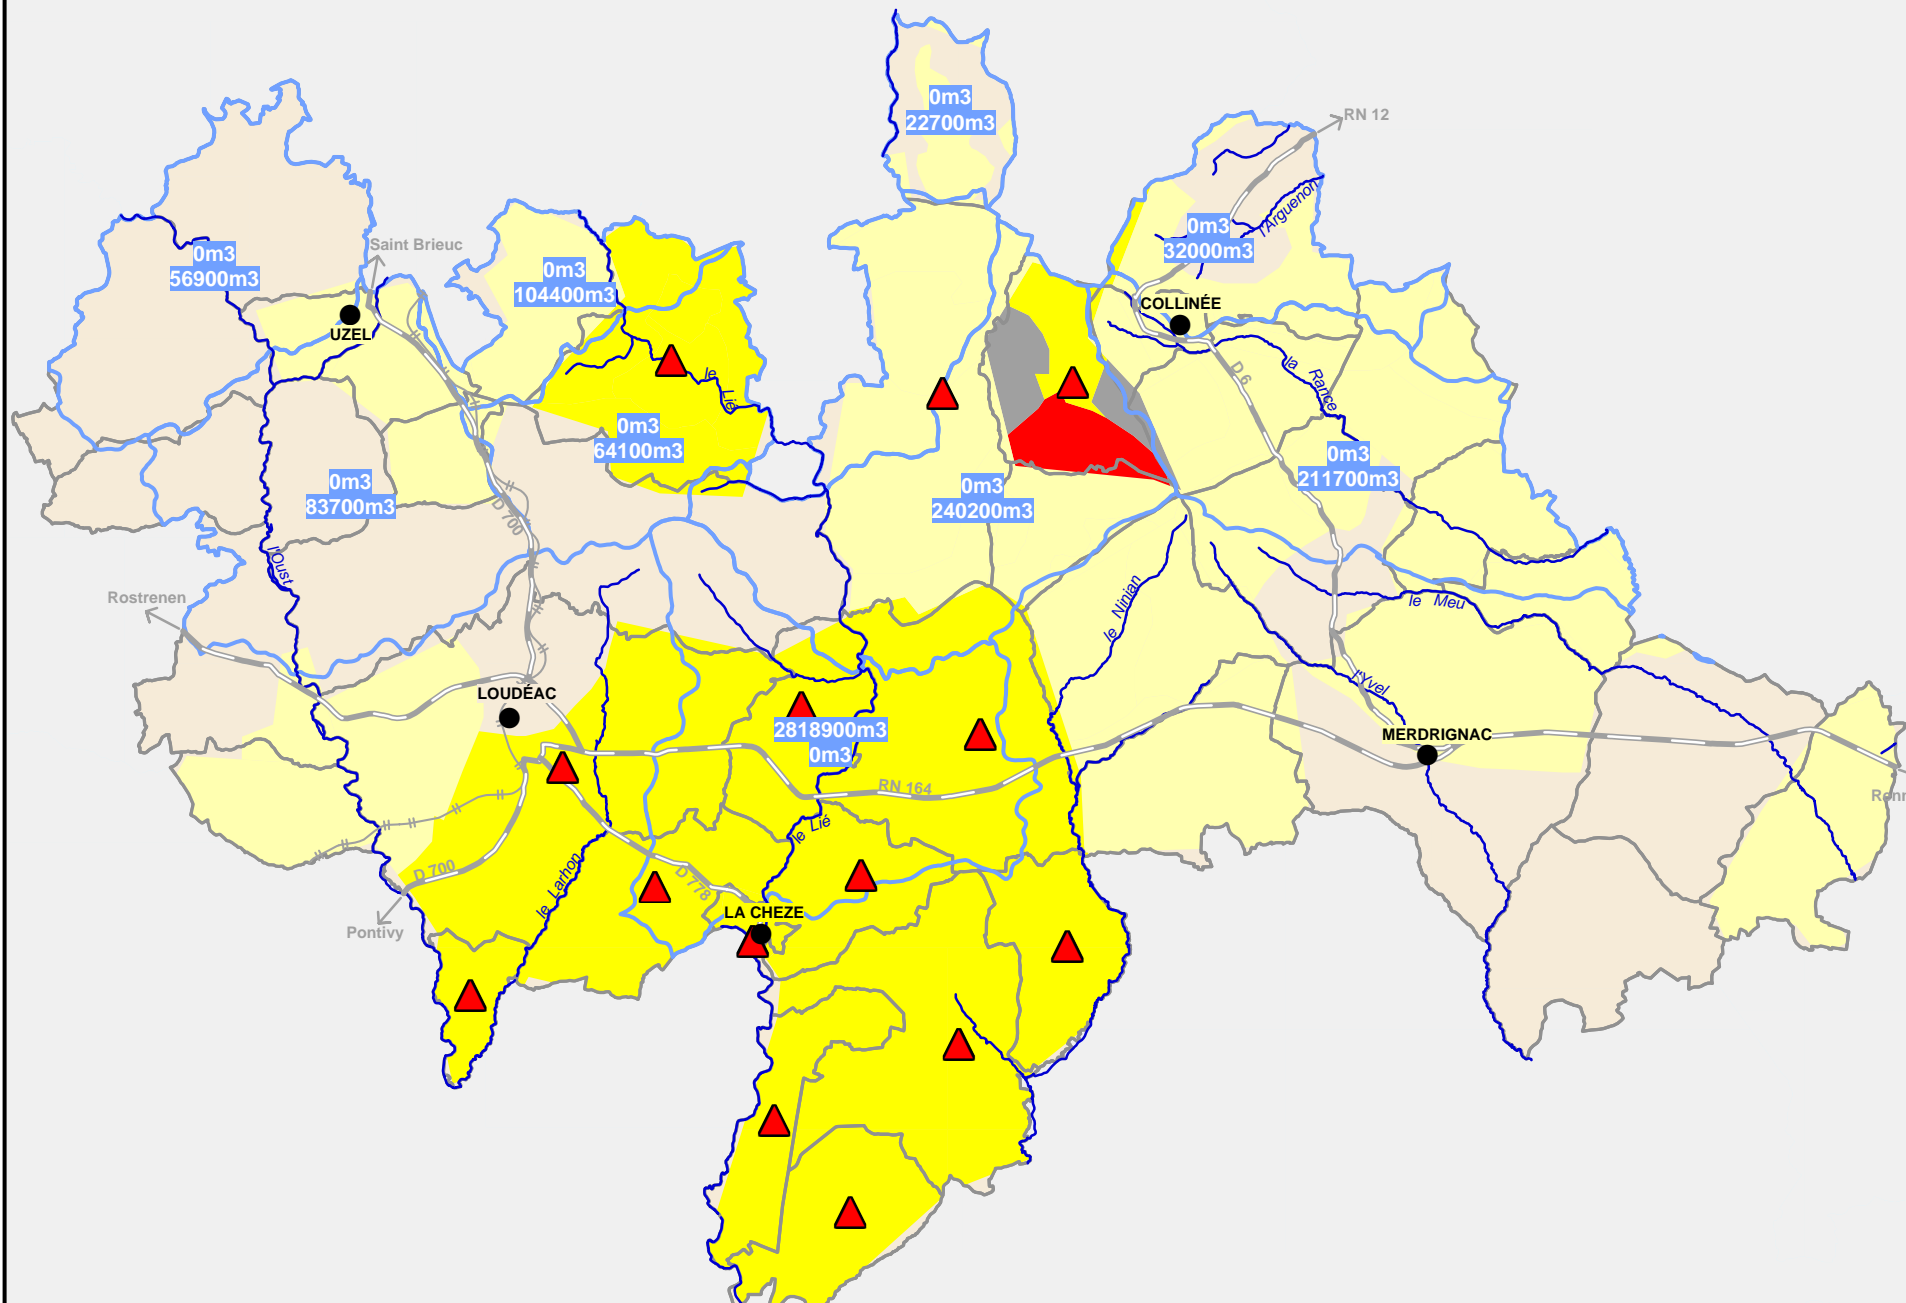 0m3
22700m3
RN 12
l'Arguenon
0m3
32000m3
Saint Brieuc
0m3
56900m3
0m3
104400m3
COLLINÉE
UZEL
la Rance
D 6
le Lié
0m3
64100m3
0m3
211700m3
0m3
83700m3
0m3
240200m3
D 700
l'Oust
Rostrenen
le Ninian
le Meu
LOUDÉAC
l'Yvel
2818900m3
0m3
MERDRIGNAC
RN 164
le Lié
D 700
le Larhon
D 778
LA CHEZE
Pontivy